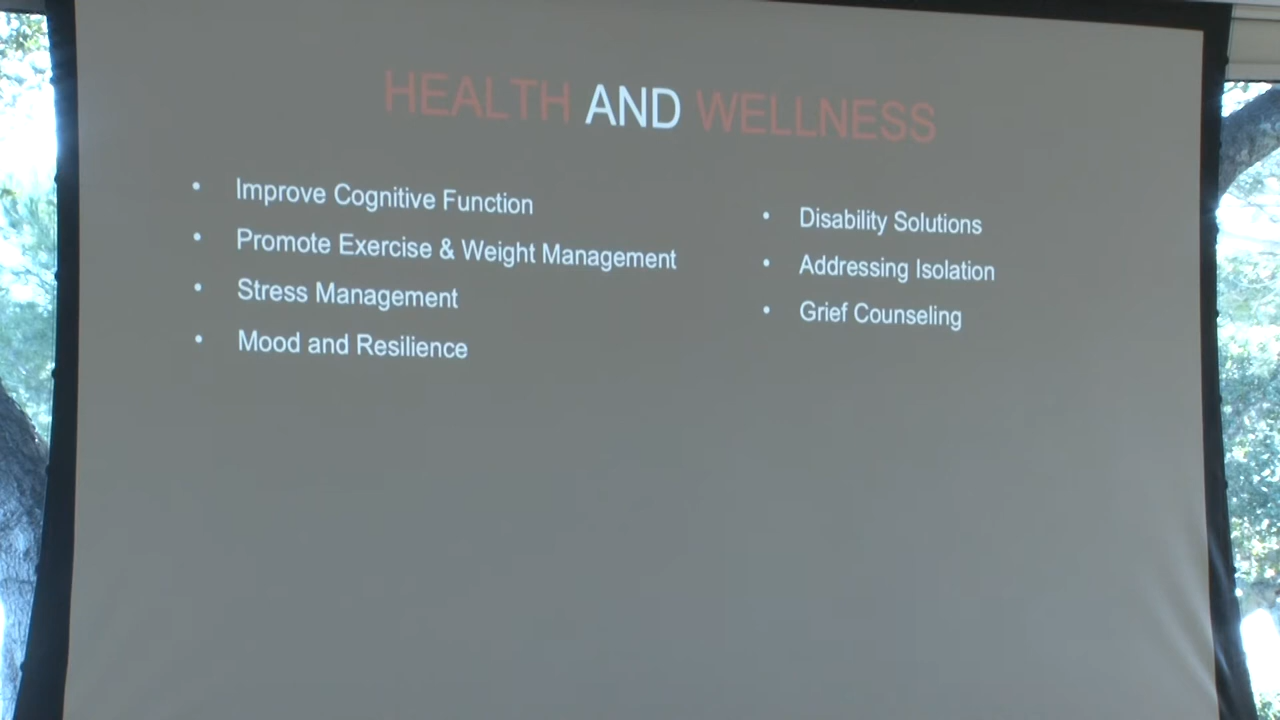 HEALTH AND WELLNESS
• Improve Cognitive Function
• Promote Exercise & Weight Management
• Stress Management
• Mood and Resilience
• Disability Solutions
• Addressing Isolation
• Grief Counseling